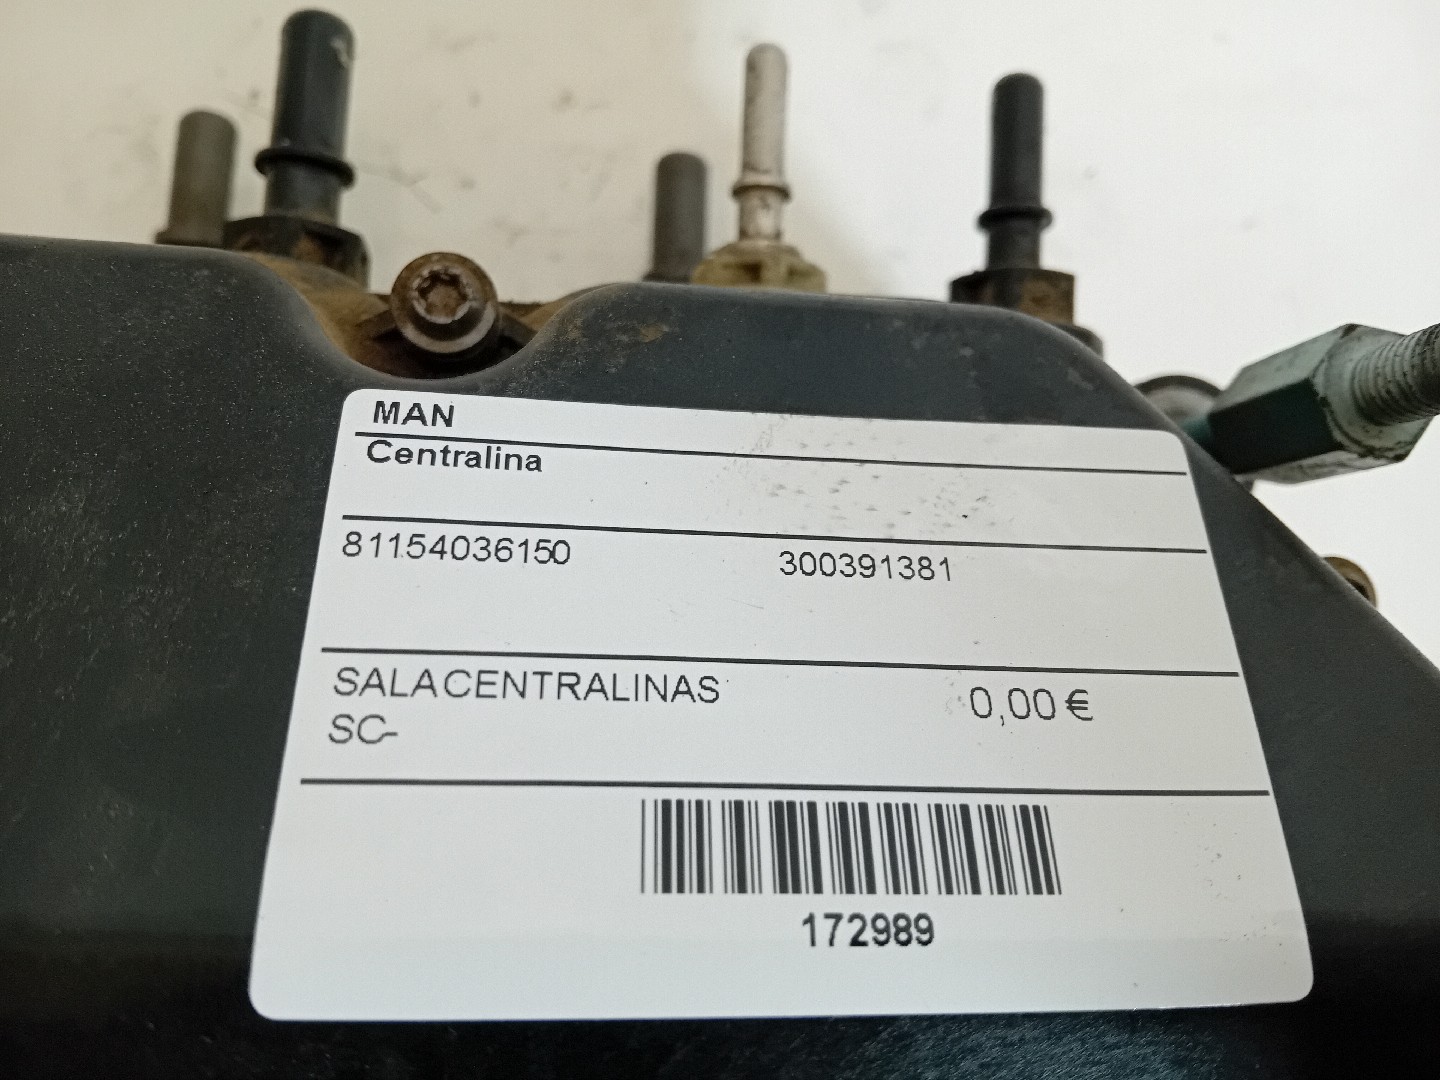 MAN
Centralina
81154036150 300391381
SALACENTRALINAS 0,00 €
SC-
172989